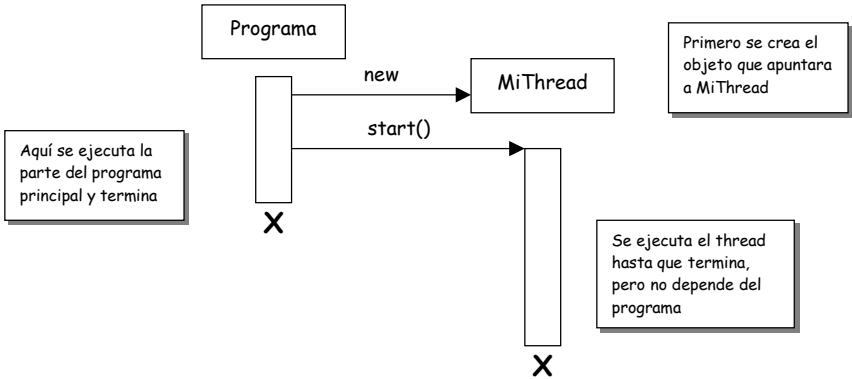 Programa
new
MiThread
Primero se crea el
objeto que apuntara
a MiThread
start()
Aquí se ejecuta la
parte del programa
principal y termina
X
Se ejecuta el thread
hasta que termina,
pero no depende del
programa
X